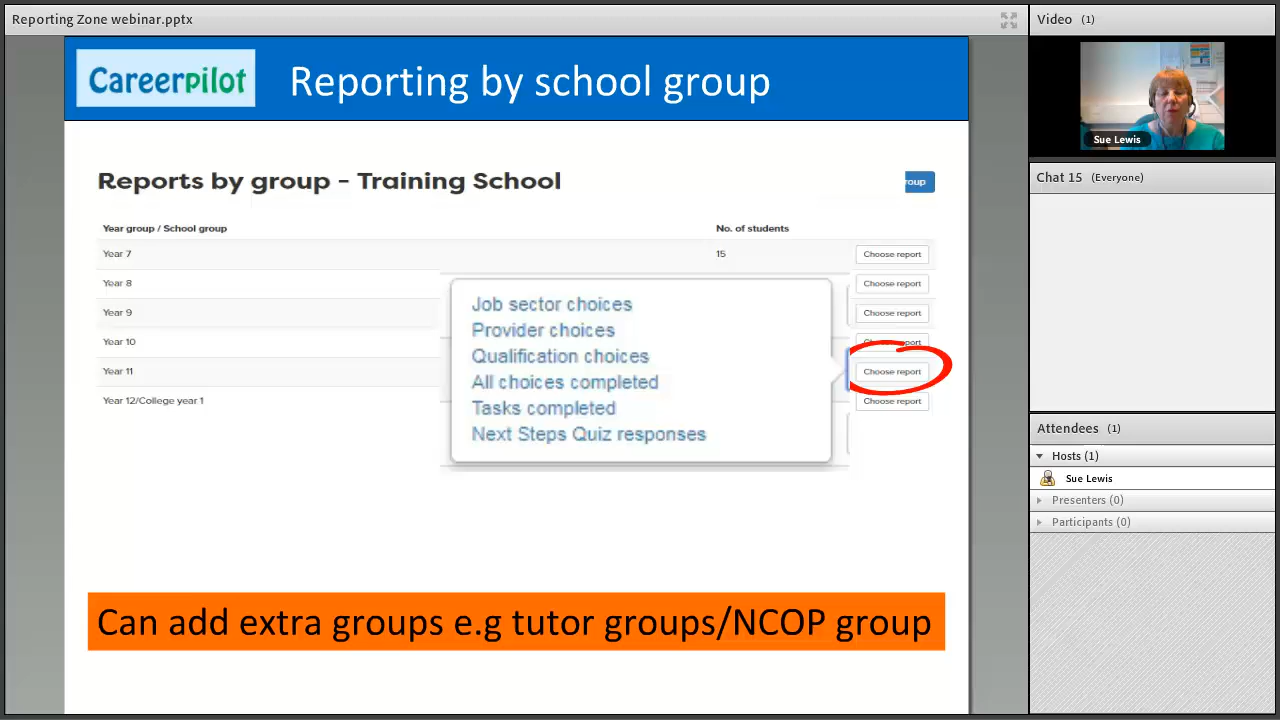 Reporting Zone webinar.pptx
Careerpilot
Reporting by school group
Reports by group - Training School
roup
Year group / School group
No. of students
Year 7
15
Choose report
Year 8
Choose report
Year 9
Choose report
Year 10
Choose report
Year 11
Choose report
Year 12/College year 1
Choose report
Job sector choices
Provider choices
Qualification choices
All choices completed
Tasks completed
Next Steps Quiz responses
Can add extra groups e.g tutor groups/NCOP group
Video (1)
Sue Lewis
Chat 15 (Everyone)
Attendees (1)
Hosts (1)
Sue Lewis
Presenters (0)
Participants (0)